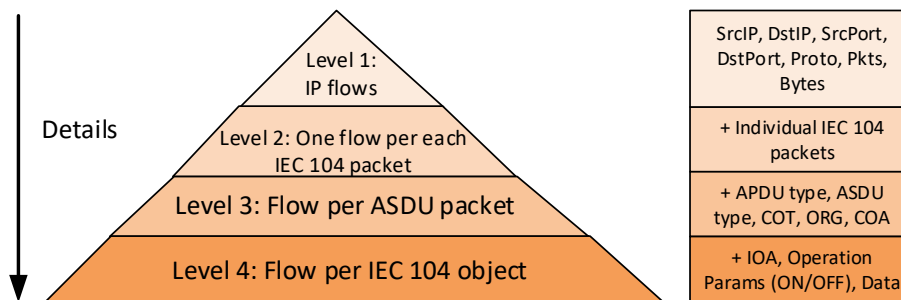 Details
Level 1:
IP flows
Level 2: One flow per each
IEC 104 packet
Level 3: Flow per ASDU packet
Level 4: Flow per IEC 104 object
SrcIP, DstIP, SrcPort,
DstPort, Proto, Pkts,
Bytes
+ Individual IEC 104
packets
+ APDU type, ASDU
type, COT, ORG, COA
+ IOA, Operation
Params (ON/OFF), Data